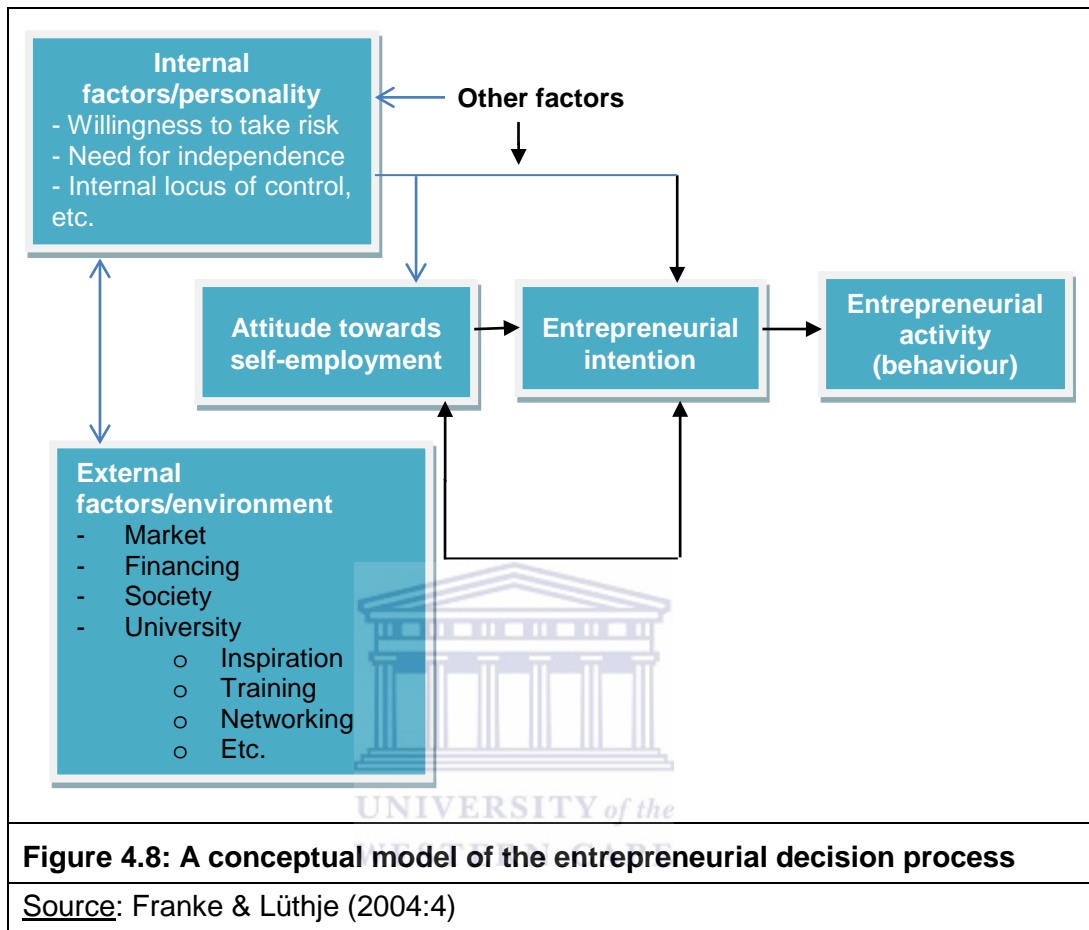 Internal
factors/personality
- Willingness to take risk
- Need for independence
- Internal locus of control,
etc.
Other factors
Attitude towards
self-employment
Entrepreneurial
intention
Entrepreneurial
activity
(behaviour)
External
factors/environment
- Market
- Financing
- Society
- University
o Inspiration
o Training
o Networking
o Etc.
UNIVERSITY of the
WESTERN CAPE
Figure 4.8: A conceptual model of the entrepreneurial decision process
Source: Franke & Lüthje (2004:4)